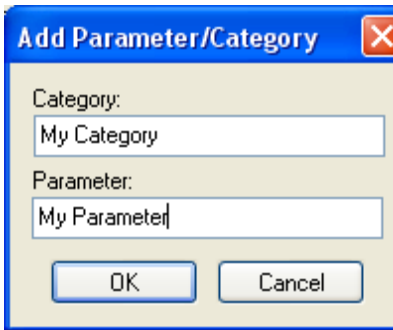 Add Parameter/Category
Category:
My Category
Parameter:
My Parameter
OK
Cancel